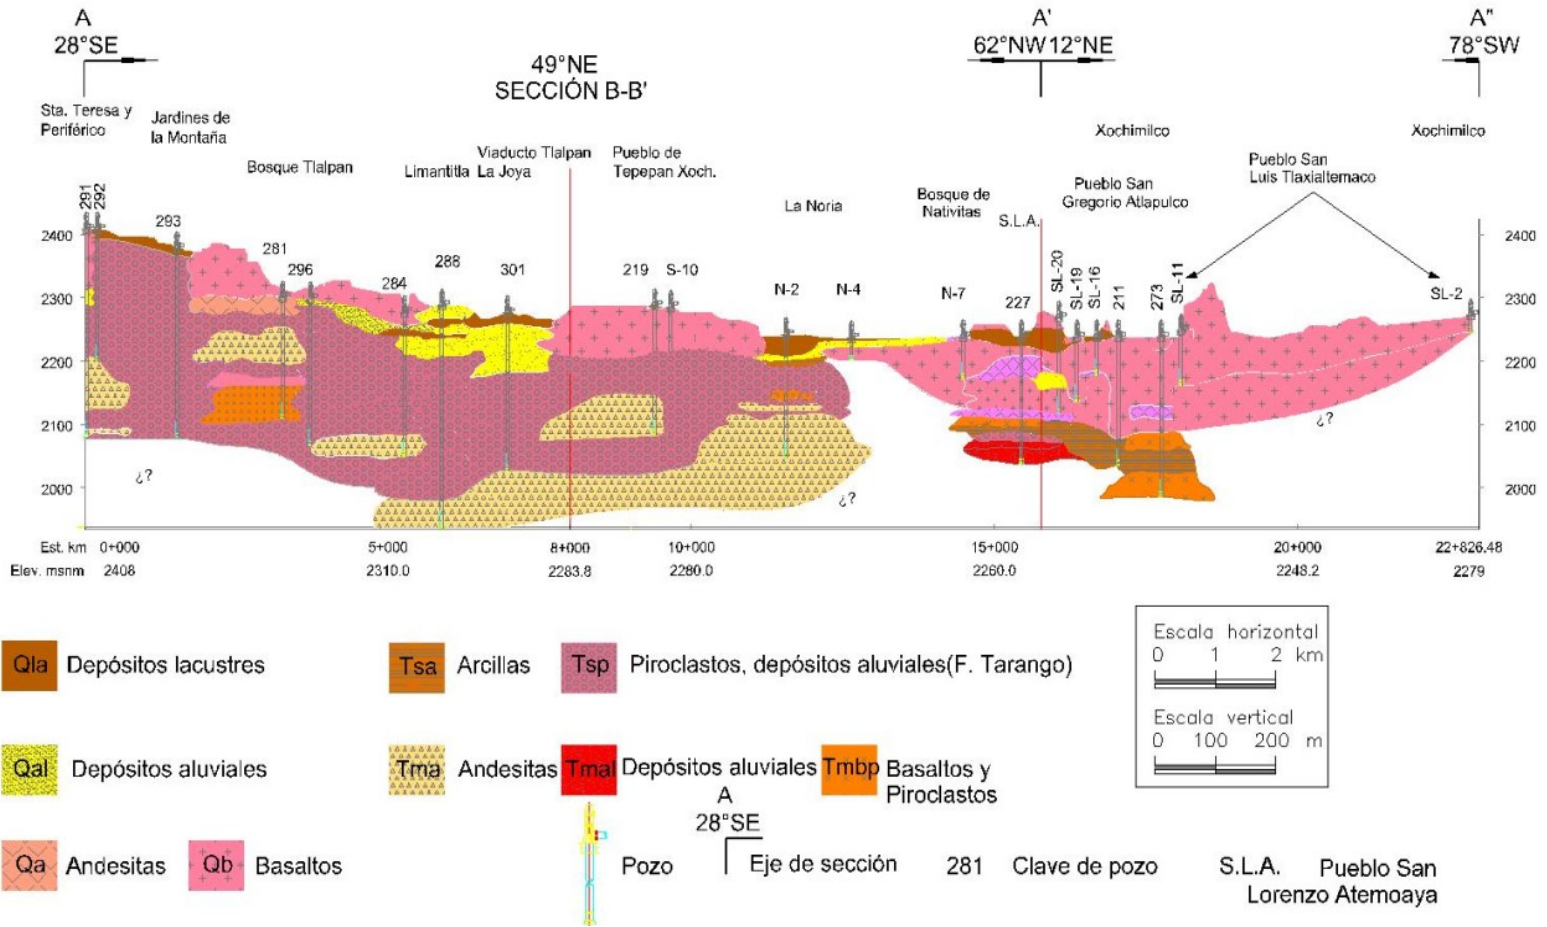 A
28°SE
49°NE
SECCIÓN B-B'
A'
62°NW 12°NE
A"
78°SW
Sta. Teresa y
Periférico
Jardines de
la Montaña
Bosque Tlalpan
Limantitla
Viaducto Tlalpan
La Joya
Pueblo de
Tepepan Xoch.
La Noria
Bosque de
Nativitas
S.L.A.
Xochimilco
Pueblo San
Gregorio Atlapulco
Pueblo San
Luis Tlaxialtemaco
Xochimilco
291
292
293
281
296
284
288
301
219
S-10
N-2
N-4
N-7
227
SL-20
SL-19
SL-16
211
273
SL-11
SL-2
2400
2300
2200
2100
2000
2400
2300
2200
2100
2000
¿?
¿?
¿?
Est. km 0+000 5+000 8+000 10+000 15+000 20+000 22+826.48
Elev. msnm 2408 2310.0 2283.8 2280.0 2260.0 2248.2 2279
Qla Depósitos lacustres
Tsa Arcillas
Tsp Piroclastos, depósitos aluviales(F. Tarango)
Qal Depósitos aluviales
Tma Andesitas
Tmal Depósitos aluviales
Tmbp Basaltos y
Piroclastos
Qa Andesitas
Qb Basaltos
Pozo
A
28°SE
Eje de sección
281 Clave de pozo
S.L.A. Pueblo San
Lorenzo Atemoaya
Escala horizontal
0 1 2 km
Escala vertical
0 100 200 m